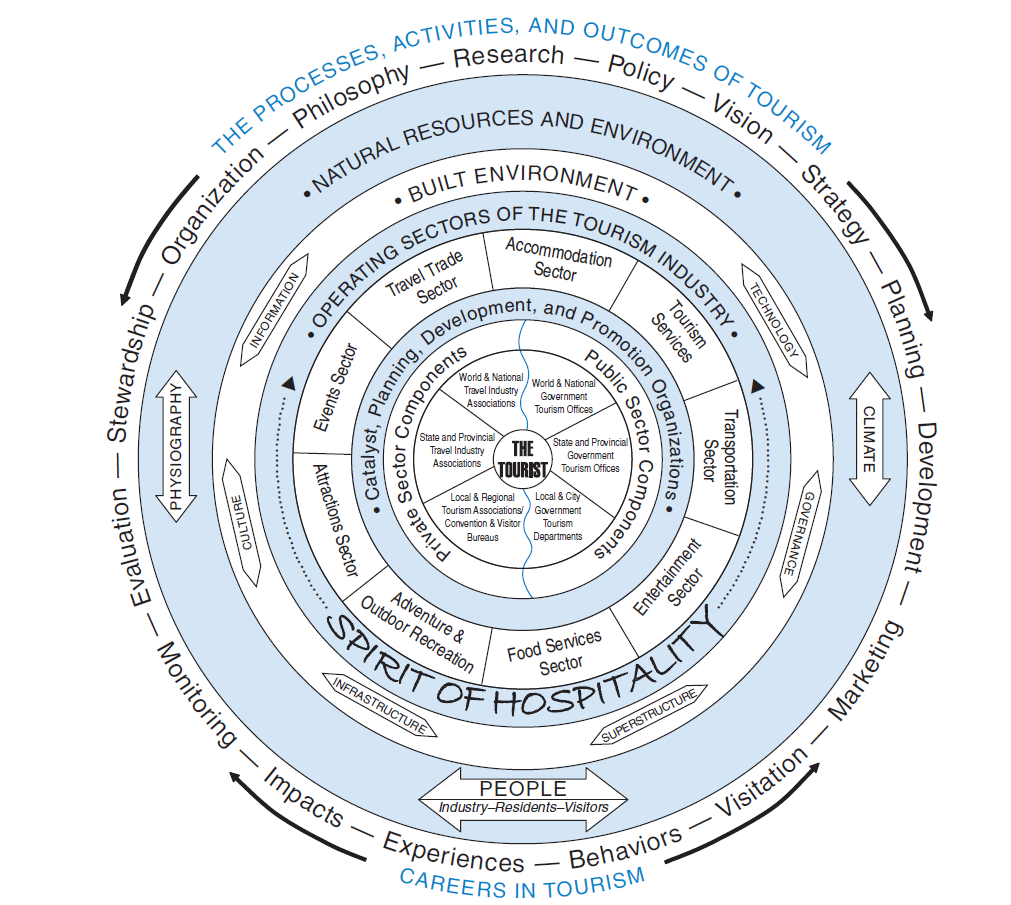 THE PROCESSES, ACTIVITIES, AND OUTCOMES OF TOURISM
Philosophy — Research — Policy — Vision — Strategy — Planning — Development — Marketing — Visitation — Behaviors — Experiences — Impacts — Monitoring — Evaluation — Stewardship — Organization —
• NATURAL RESOURCES AND ENVIRONMENT •
• BUILT ENVIRONMENT •
• OPERATING SECTORS OF THE TOURISM INDUSTRY •
INFORMATION
TECHNOLOGY
PHYSIOGRAPHY
CLIMATE
CULTURE
GOVERNANCE
INFRASTRUCTURE
SUPERSTRUCTURE
Travel Trade
Sector
Accommodation
Sector
Tourism
Services
Transportation
Sector
Entertainment
Sector
Food Services
Sector
Adventure &
Outdoor Recreation
Attractions Sector
Events Sector
• Catalyst, Planning, Development, and Promotion Organizations •
Private Sector Components
Public Sector Components
World & National
Travel Industry
Associations
World & National
Government
Tourism Offices
State and Provincial
Travel Industry
Associations
THE
TOURIST
State and Provincial
Government
Tourism Offices
Local & Regional
Tourism Associations/
Convention & Visitor
Bureaus
Local & City
Government
Tourism
Departments
SPIRIT OF HOSPITALITY
PEOPLE
Industry–Residents–Visitors
CAREERS IN TOURISM